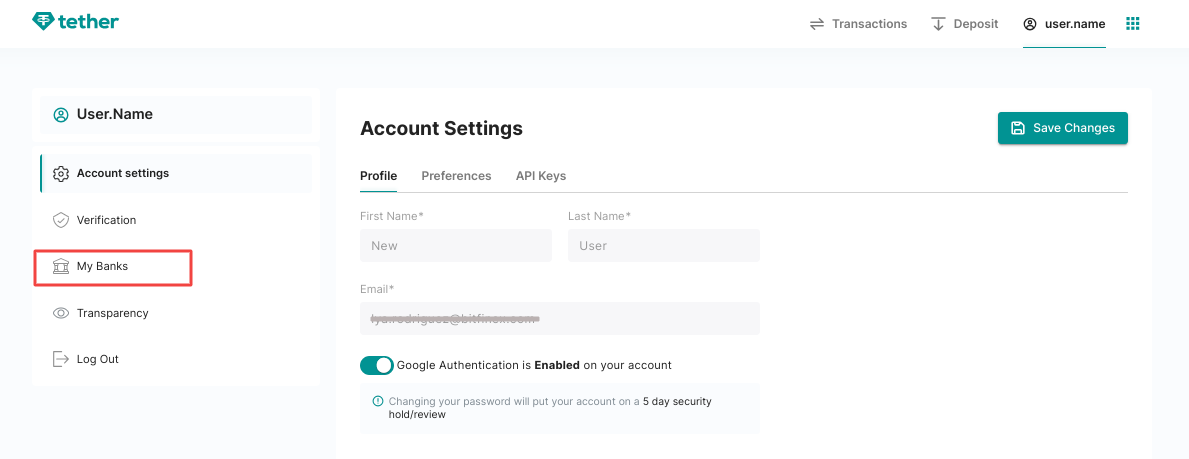 tether
Transactions
Deposit
user.name
User.Name
Account settings
Verification
My Banks
Transparency
Log Out
Account Settings
Save Changes
Profile
Preferences
API Keys
First Name*
Last Name*
New
User
Email*
Google Authentication is Enabled on your account
Changing your password will put your account on a 5 day security
hold/review